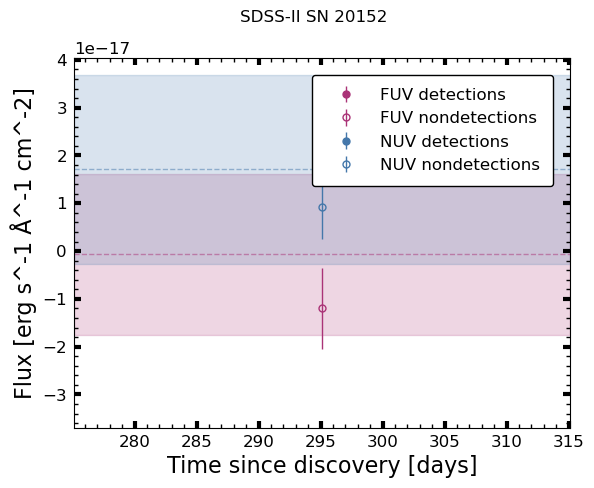 SDSS-II SN 20152
1e−17
4
3
2
1
0
−1
−2
−3
Flux [erg s^-1 Å^-1 cm^-2]
FUV detections
FUV nondetections
NUV detections
NUV nondetections
280 285 290 295 300 305 310 315
Time since discovery [days]